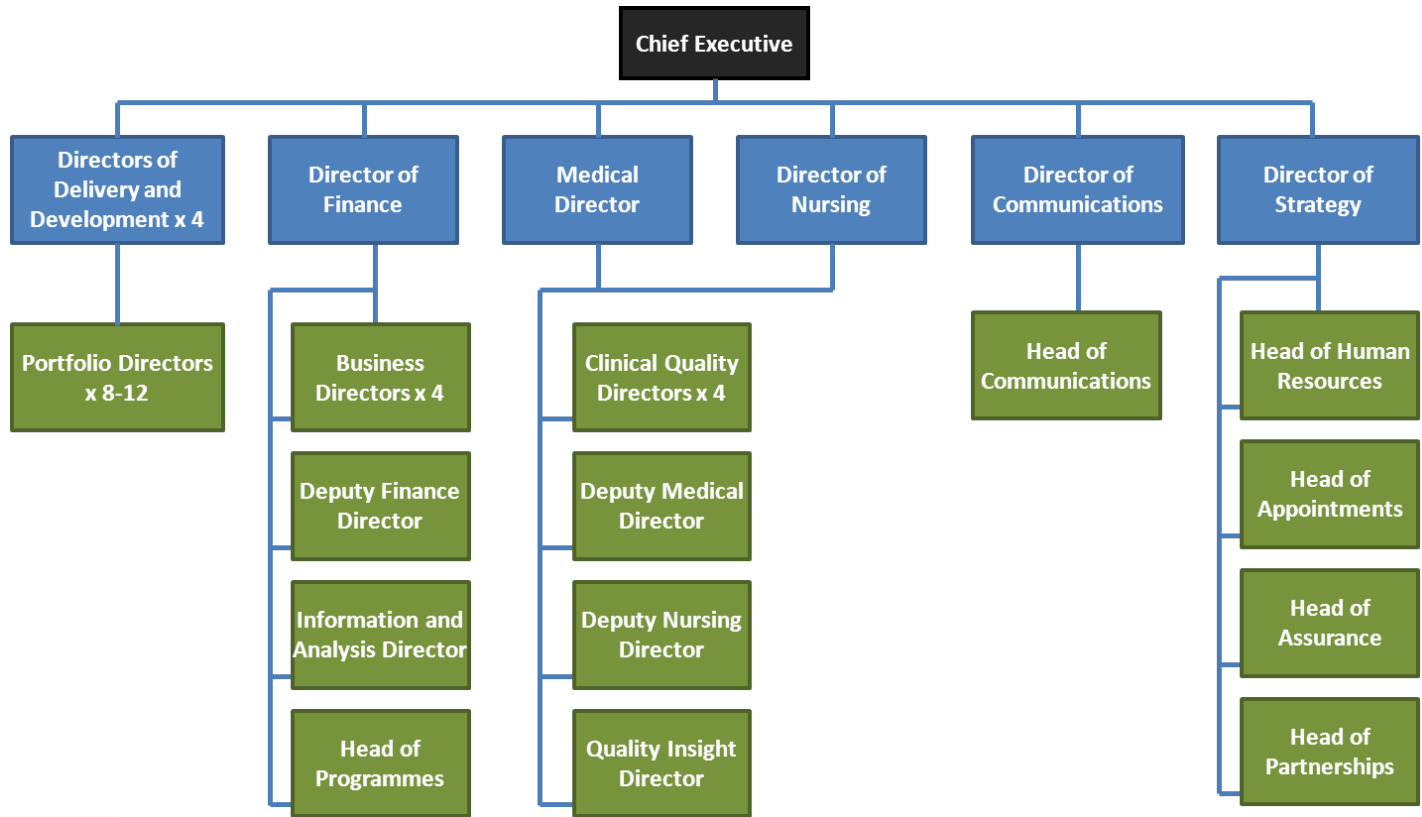 Chief Executive
Directors of
Delivery and
Development x 4
Director of
Finance
Medical
Director
Director of
Nursing
Director of
Communications
Director of
Strategy
Portfolio Directors
x 8-12
Business
Directors x 4
Deputy Finance
Director
Information and
Analysis Director
Head of
Programmes
Clinical Quality
Directors x 4
Deputy Medical
Director
Deputy Nursing
Director
Quality Insight
Director
Head of
Communications
Head of Human
Resources
Head of
Appointments
Head of
Assurance
Head of
Partnerships